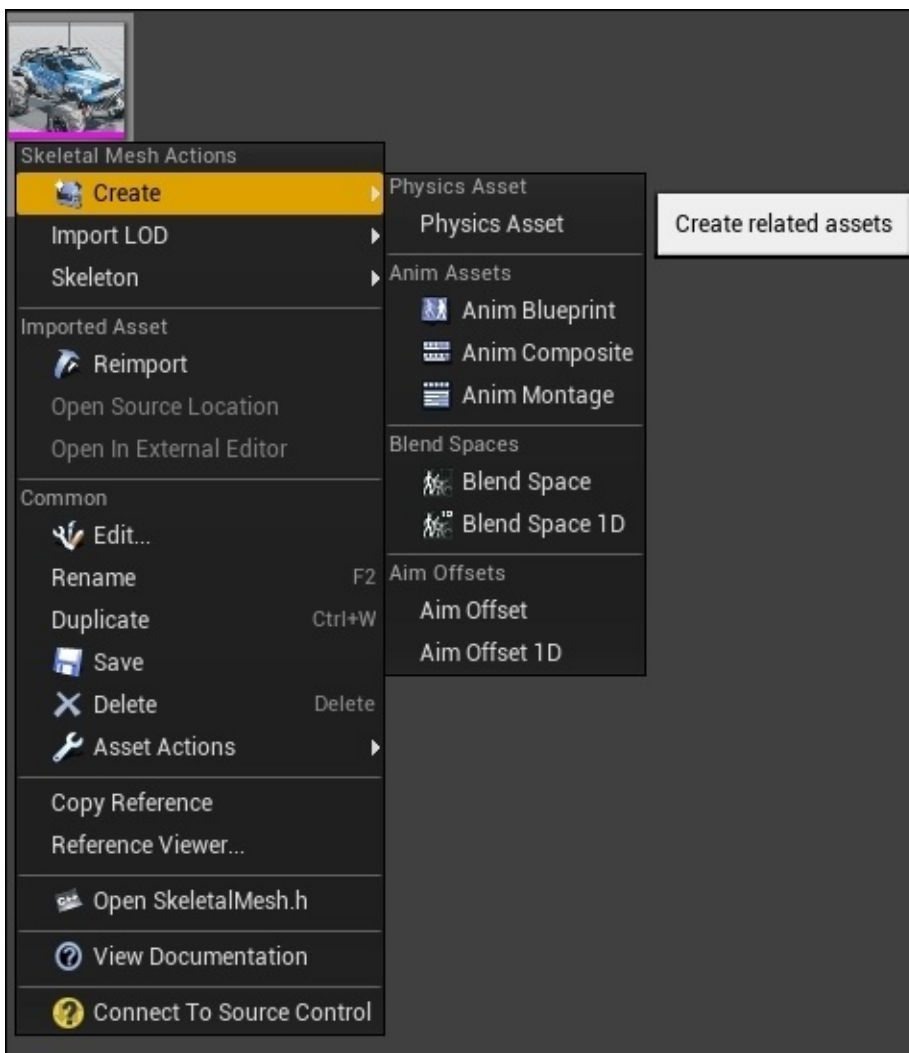 Skeletal Mesh Actions
Create
Import LOD
Skeleton
Imported Asset
Reimport
Open Source Location
Open In External Editor
Common
Edit...
Rename F2
Duplicate Ctrl+W
Save
Delete Delete
Asset Actions
Copy Reference
Reference Viewer...
Open SkeletalMesh.h
View Documentation
Connect To Source Control
Physics Asset
Physics Asset
Anim Assets
Anim Blueprint
Anim Composite
Anim Montage
Blend Spaces
Blend Space
Blend Space 1D
Aim Offsets
Aim Offset
Aim Offset 1D
Create related assets